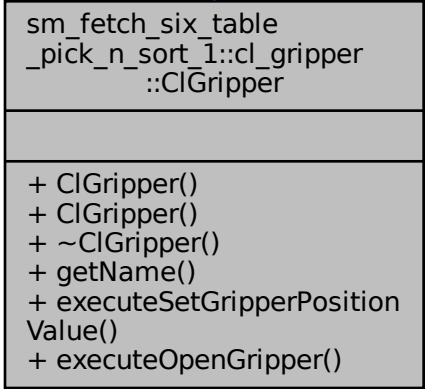 sm_fetch_six_table
_pick_n_sort_1::cl_gripper
::ClGripper
+ ClGripper()
+ ClGripper()
+ ~ClGripper()
+ getName()
+ executeSetGripperPosition
Value()
+ executeOpenGripper()